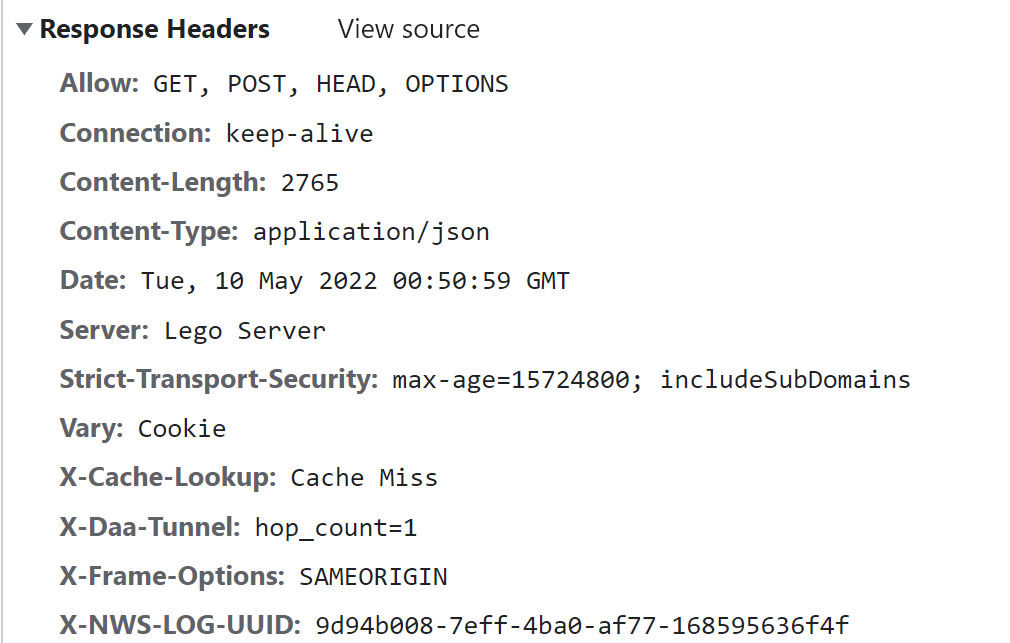 Response Headers View source
Allow: GET, POST, HEAD, OPTIONS
Connection: keep-alive
Content-Length: 2765
Content-Type: application/json
Date: Tue, 10 May 2022 00:50:59 GMT
Server: Lego Server
Strict-Transport-Security: max-age=15724800; includeSubDomains
Vary: Cookie
X-Cache-Lookup: Cache Miss
X-Daa-Tunnel: hop_count=1
X-Frame-Options: SAMEORIGIN
X-NWS-LOG-UUID: 9d94b008-7eff-4ba0-af77-168595636f4f